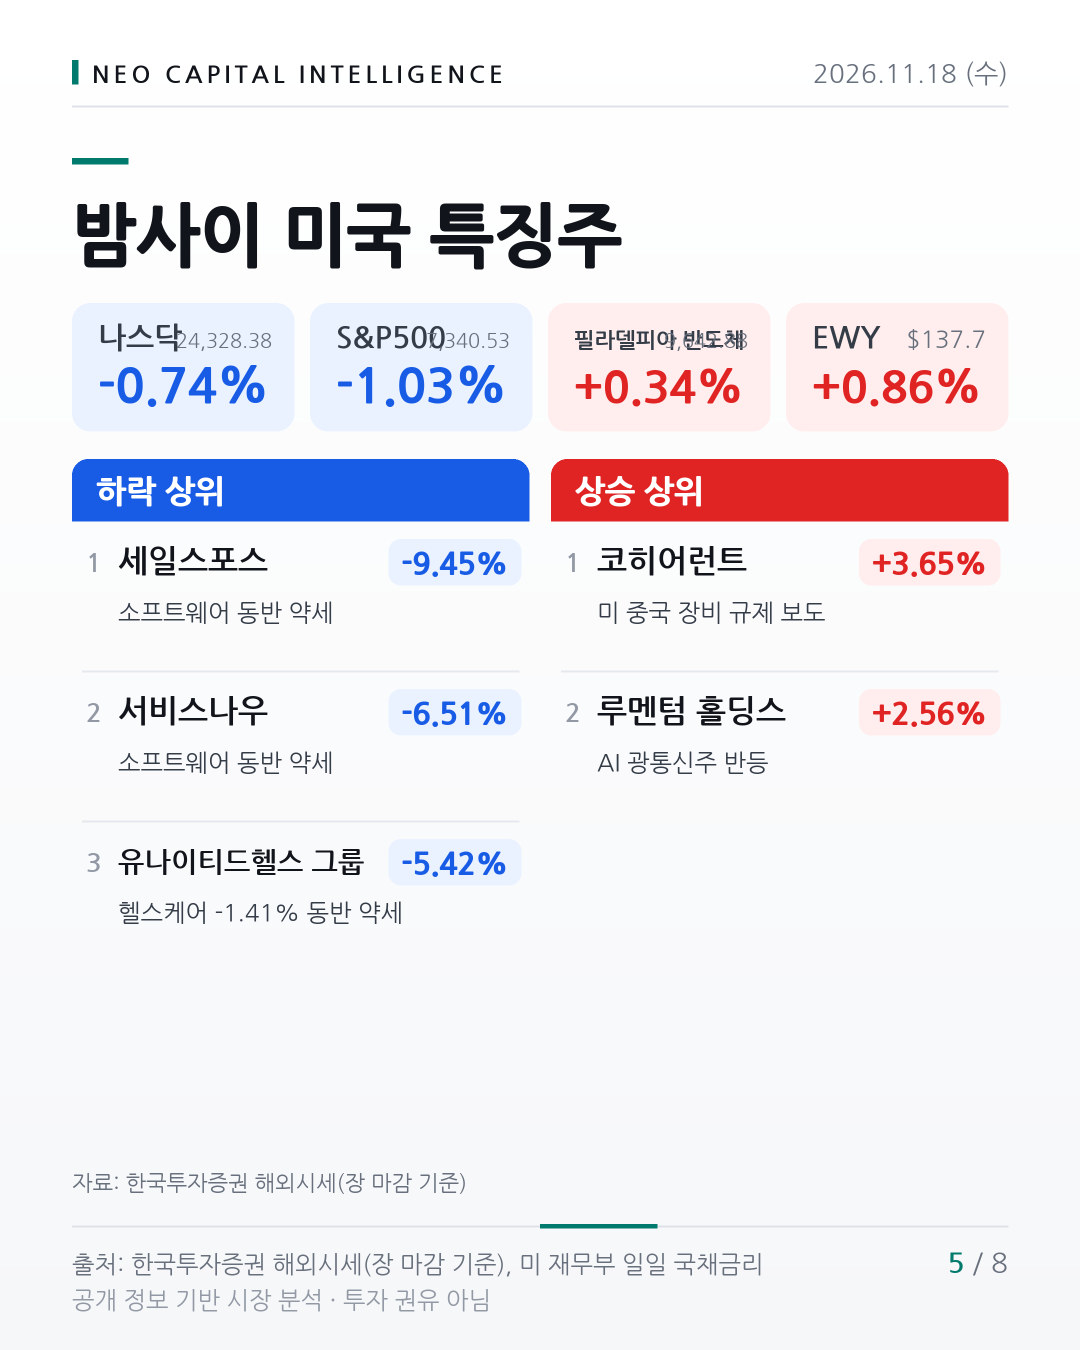 NEO CAPITAL INTELLIGENCE
2026.11.18 (수)
밤사이 미국 특징주
나스닥 24,328.38
-0.74%
S&P500 7,340.53
-1.03%
필라델피아 반도체
+0.34%
EWY $137.7
+0.86%
하락 상위
1 세일스포스 -9.45%
소프트웨어 동반 약세
2 서비스나우 -6.51%
소프트웨어 동반 약세
3 유나이티드헬스 그룹 -5.42%
헬스케어 -1.41% 동반 약세
상승 상위
1 코히어런트 +3.65%
미 중국 장비 규제 보도
2 루멘텀 홀딩스 +2.56%
AI 광통신주 반등
자료: 한국투자증권 해외시세(장 마감 기준)
출처: 한국투자증권 해외시세(장 마감 기준), 미 재무부 일일 국채금리
5 / 8
공개 정보 기반 시장 분석 · 투자 권유 아님